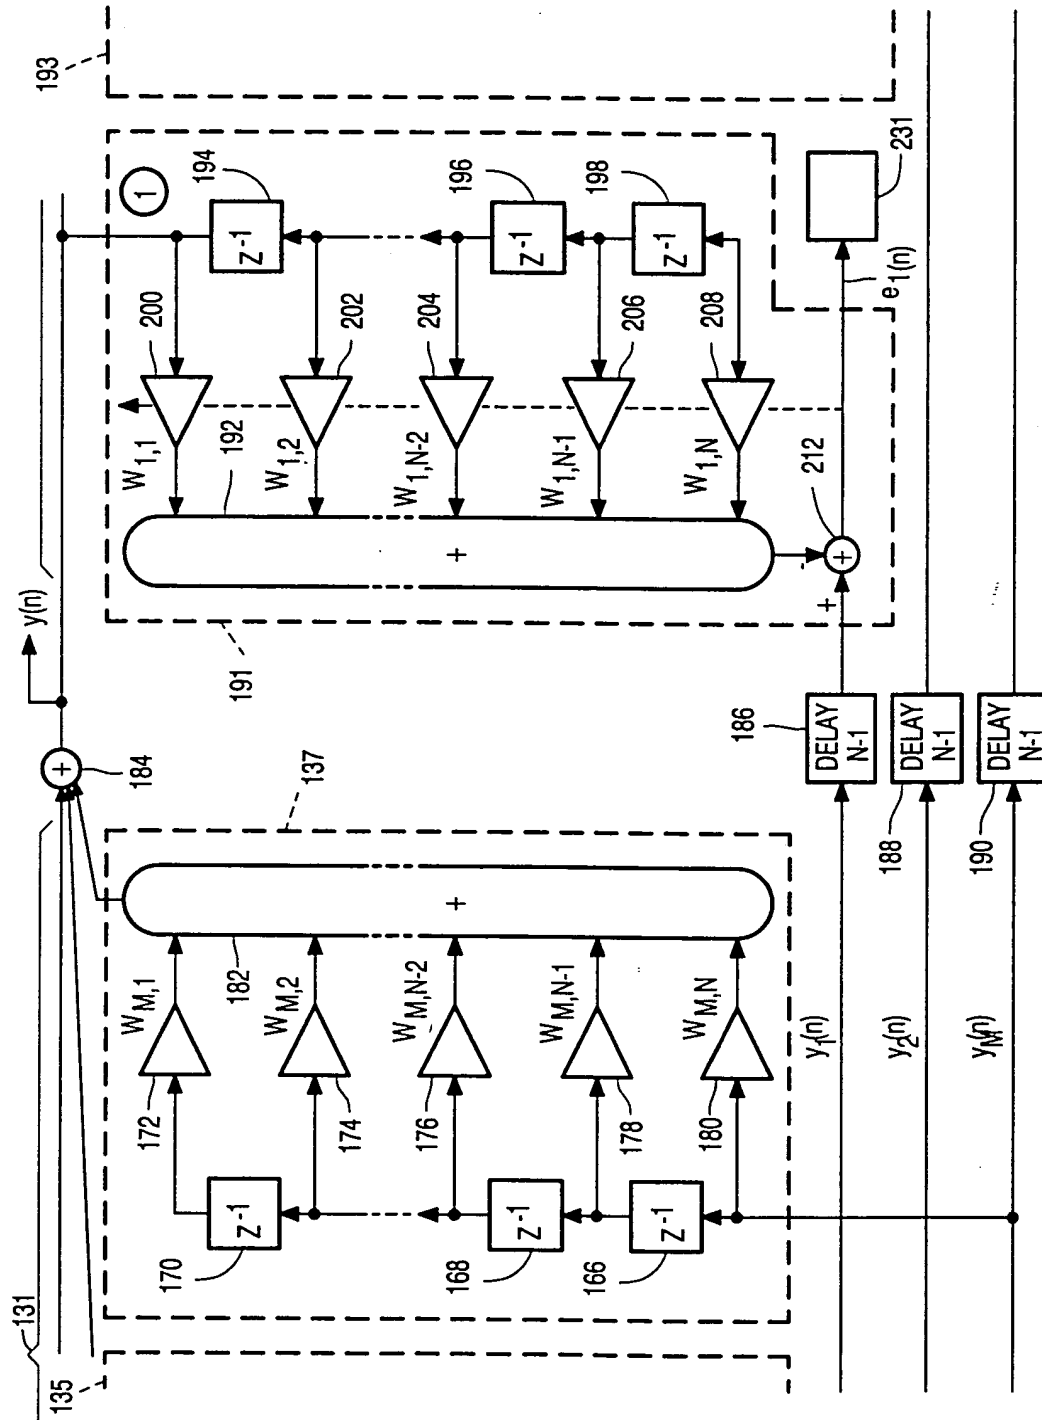 131
135
137
184
y(n)
191
193
1
194
196
198
200
202
204
206
208
192
W1,1
W1,2
W1,N-2
W1,N-1
W1,N
Z-1
Z-1
Z-1
+
+
+
212
231
e1(n)
182
+
+
WM,1
WM,2
WM,N-2
WM,N-1
WM,N
172
174
176
178
180
Z-1
Z-1
Z-1
170
168
166
y1(n)
y2(n)
yM(n)
186
188
190
DELAY
N-1
DELAY
N-1
DELAY
N-1